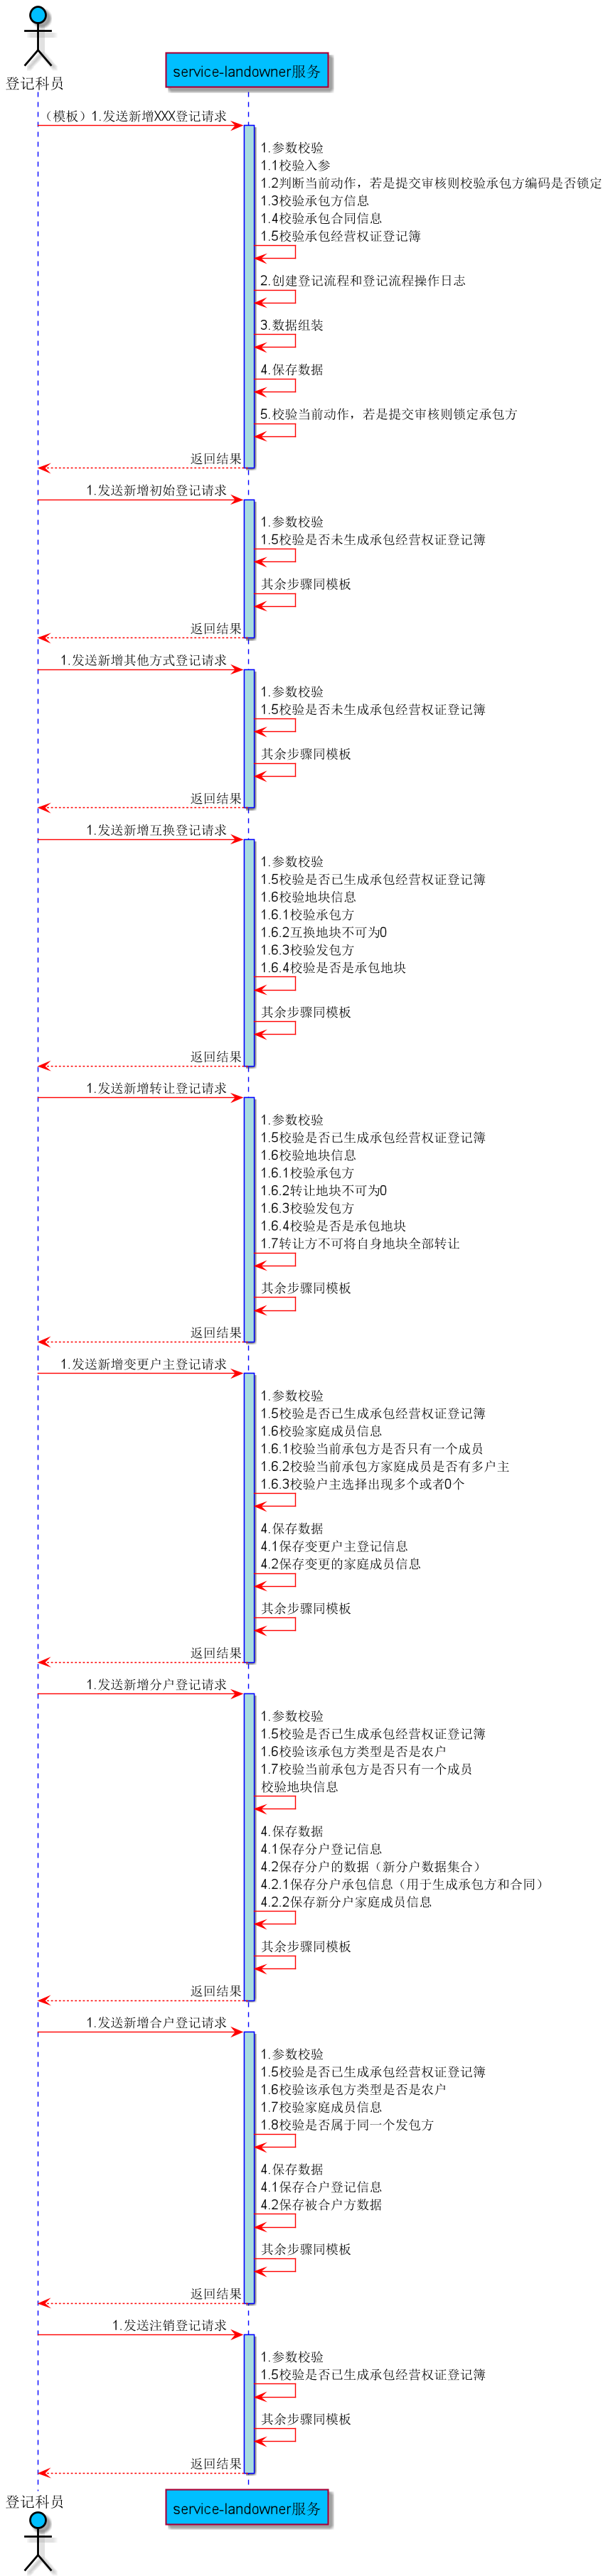 登记科员
service-landowner服务
（模板）1.发送新增XXX登记请求
1.参数校验
1.1校验入参
1.2判断当前动作，若是提交审核则校验承包方编码是否锁定
1.3校验承包方信息
1.4校验承包合同信息
1.5校验承包经营权证登记簿
2.创建登记流程和登记流程操作日志
3.数据组装
4.保存数据
5.校验当前动作，若是提交审核则锁定承包方
返回结果
1.发送新增初始登记请求
1.参数校验
1.5校验是否未生成承包经营权证登记簿
其余步骤同模板
返回结果
1.发送新增其他方式登记请求
1.参数校验
1.5校验是否未生成承包经营权证登记簿
其余步骤同模板
返回结果
1.发送新增互换登记请求
1.参数校验
1.5校验是否已生成承包经营权证登记簿
1.6校验地块信息
1.6.1校验承包方
1.6.2互换地块不可为0
1.6.3校验发包方
1.6.4校验是否是承包地块
其余步骤同模板
返回结果
1.发送新增转让登记请求
1.参数校验
1.5校验是否已生成承包经营权证登记簿
1.6校验地块信息
1.6.1校验承包方
1.6.2转让地块不可为0
1.6.3校验发包方
1.6.4校验是否是承包地块
1.7转让方不可将自身地块全部转让
其余步骤同模板
返回结果
1.发送新增变更户主登记请求
1.参数校验
1.5校验是否已生成承包经营权证登记簿
1.6校验家庭成员信息
1.6.1校验当前承包方是否只有一个成员
1.6.2校验当前承包方家庭成员是否有多户主
1.6.3校验户主选择出现多个或者0个
4.保存数据
4.1保存变更户主登记信息
4.2保存变更的家庭成员信息
其余步骤同模板
返回结果
1.发送新增分户登记请求
1.参数校验
1.5校验是否已生成承包经营权证登记簿
1.6校验该承包方类型是否是农户
1.7校验当前承包方是否只有一个成员
校验地块信息
4.保存数据
4.1保存分户登记信息
4.2保存分户的数据（新分户数据集合）
4.2.1保存分户承包信息（用于生成承包方和合同）
4.2.2保存新分户家庭成员信息
其余步骤同模板
返回结果
1.发送新增合户登记请求
1.参数校验
1.5校验是否已生成承包经营权证登记簿
1.6校验该承包方类型是否是农户
1.7校验家庭成员信息
1.8校验是否属于同一个发包方
4.保存数据
4.1保存合户登记信息
4.2保存被合户方数据
其余步骤同模板
返回结果
1.发送注销登记请求
1.参数校验
1.5校验是否已生成承包经营权证登记簿
其余步骤同模板
返回结果
登记科员
service-landowner服务